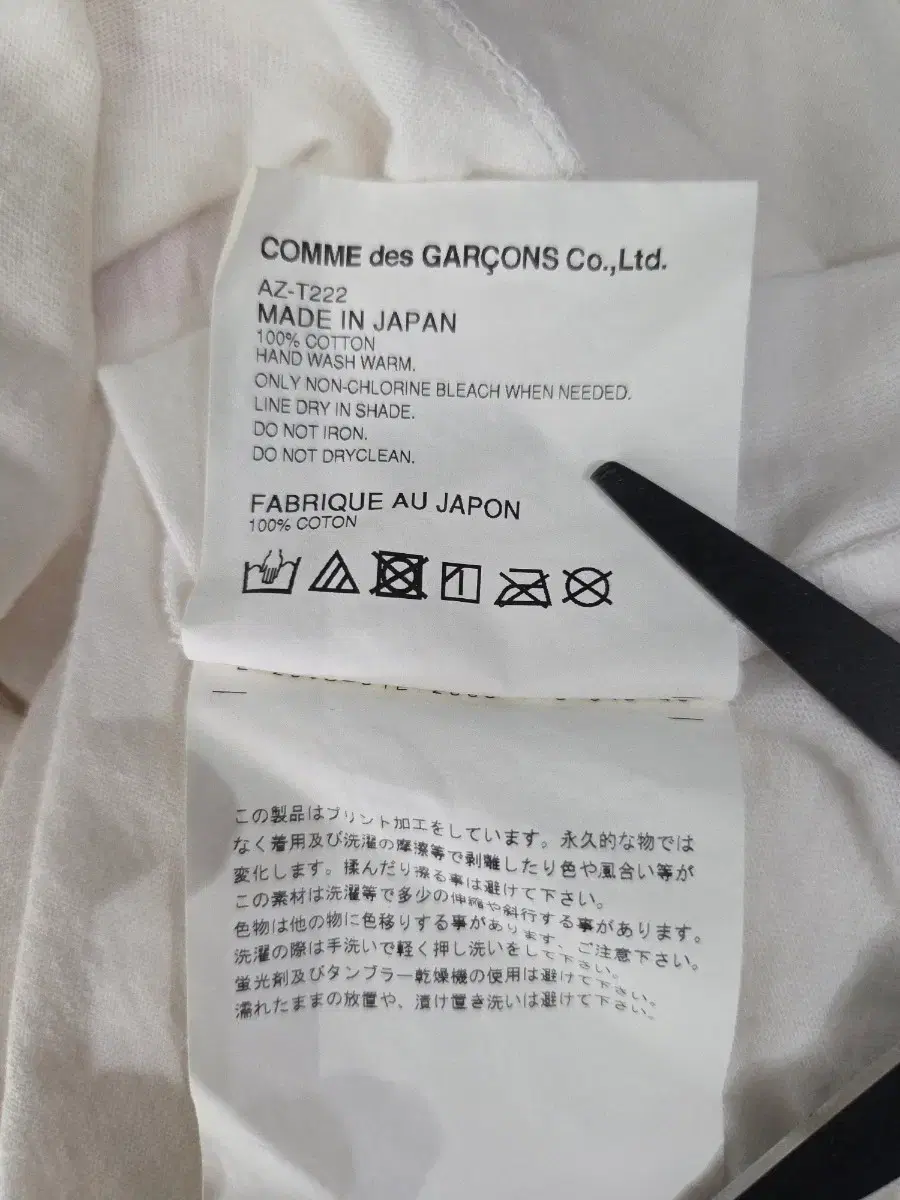 COMME des GARÇONS Co.,Ltd.
AZ-T222
MADE IN JAPAN
100% COTTON
HAND WASH WARM.
ONLY NON-CHLORINE BLEACH WHEN NEEDED.
LINE DRY IN SHADE.
DO NOT IRON.
DO NOT DRYCLEAN.
FABRIQUE AU JAPON
100% COTON
この製品はプリント加工をしています。永久的な物では
なく着用及び洗濯の摩擦等で剥離したり色や風合い等が
変化します。揉んだり擦る事は避けて下さい。
この素材は洗濯等で多少の伸縮や斜行する事があります。
色物は他の物に色移りする事があります、ご注意下さい。
洗濯の際は手洗いで軽く押し洗いをして下さい。
蛍光剤及びタンブラー乾燥機の使用は避けて下さい。
濡れたままの放置や、漬け置き洗いは避けて下さい。